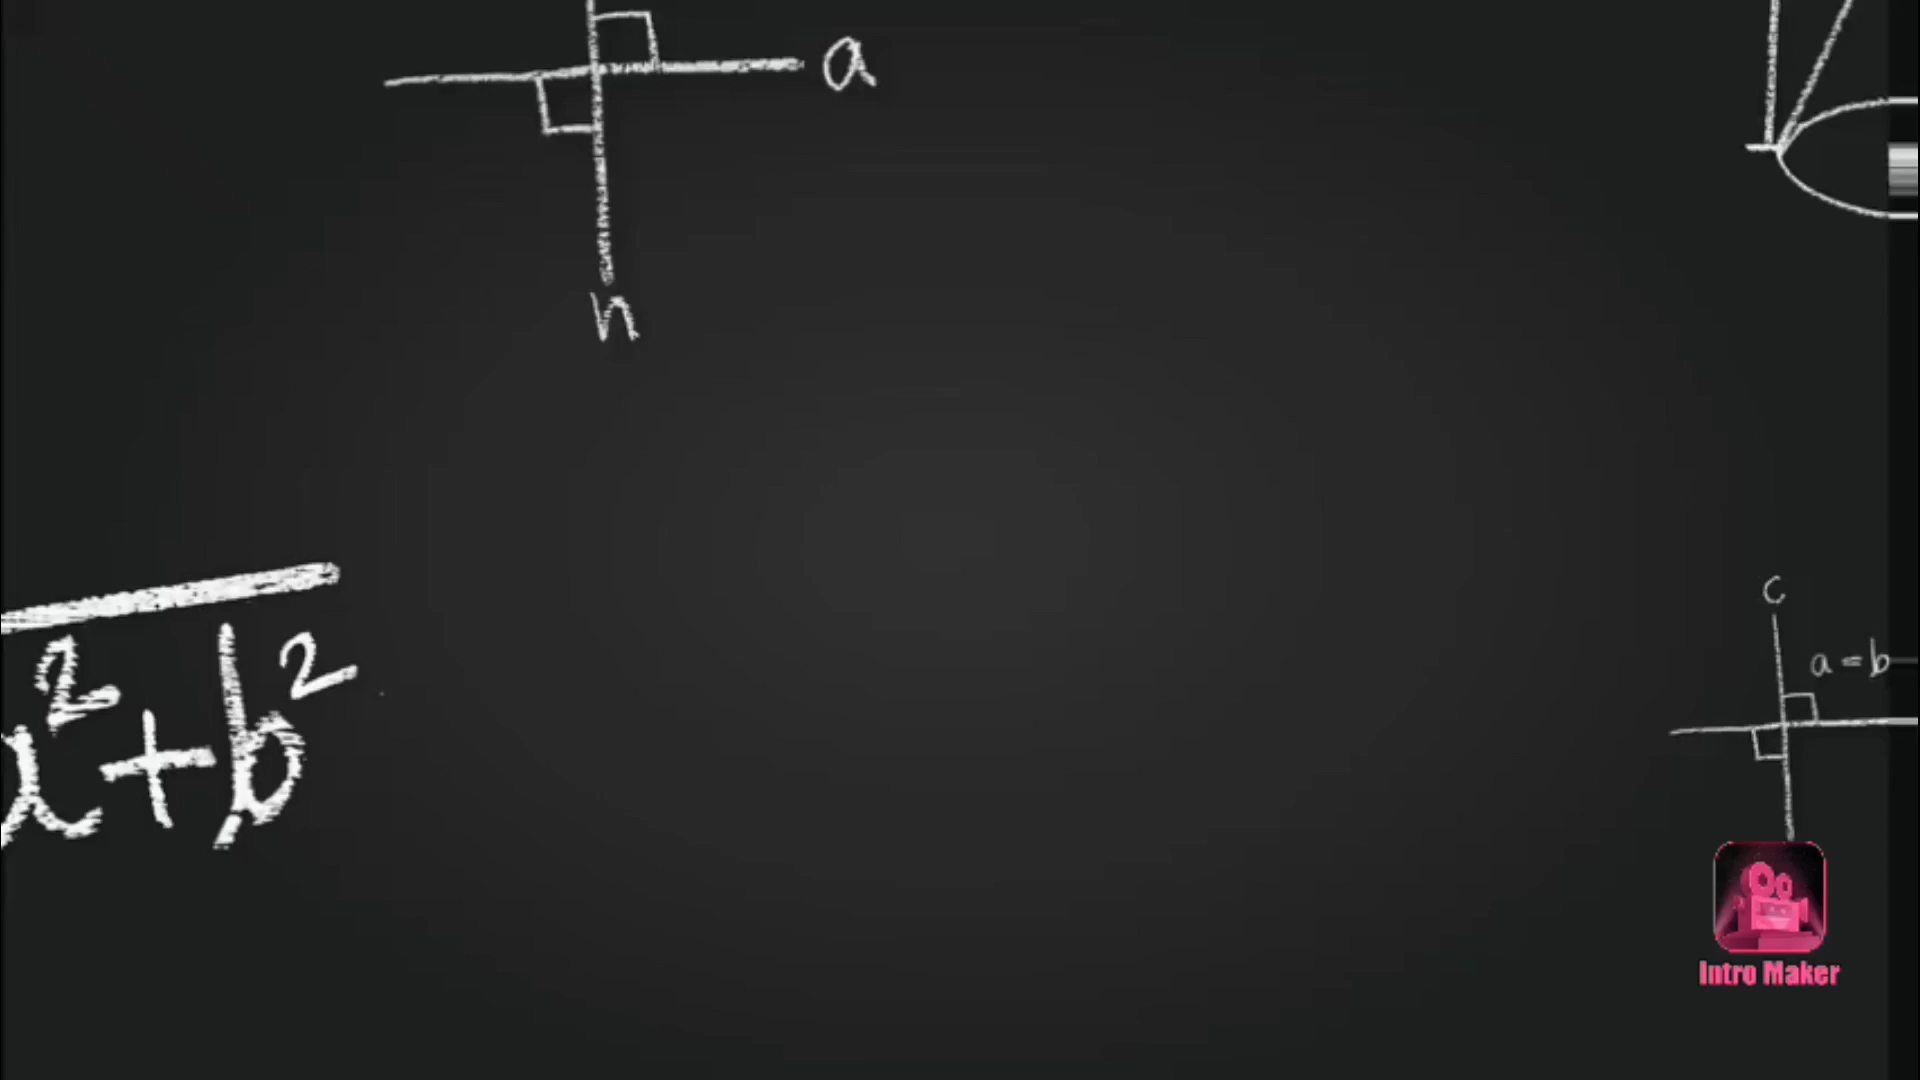 a
n
a²+b²
c
a=b
Intro Maker